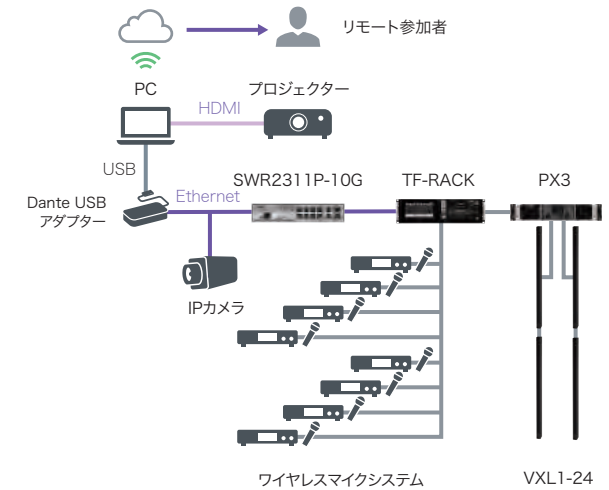 リモート参加者
PC
プロジェクター
HDMI
USB
SWR2311P-10G
TF-RACK
PX3
Dante USB
アダプター
Ethernet
IPカメラ
ワイヤレスマイクシステム
VXL1-24